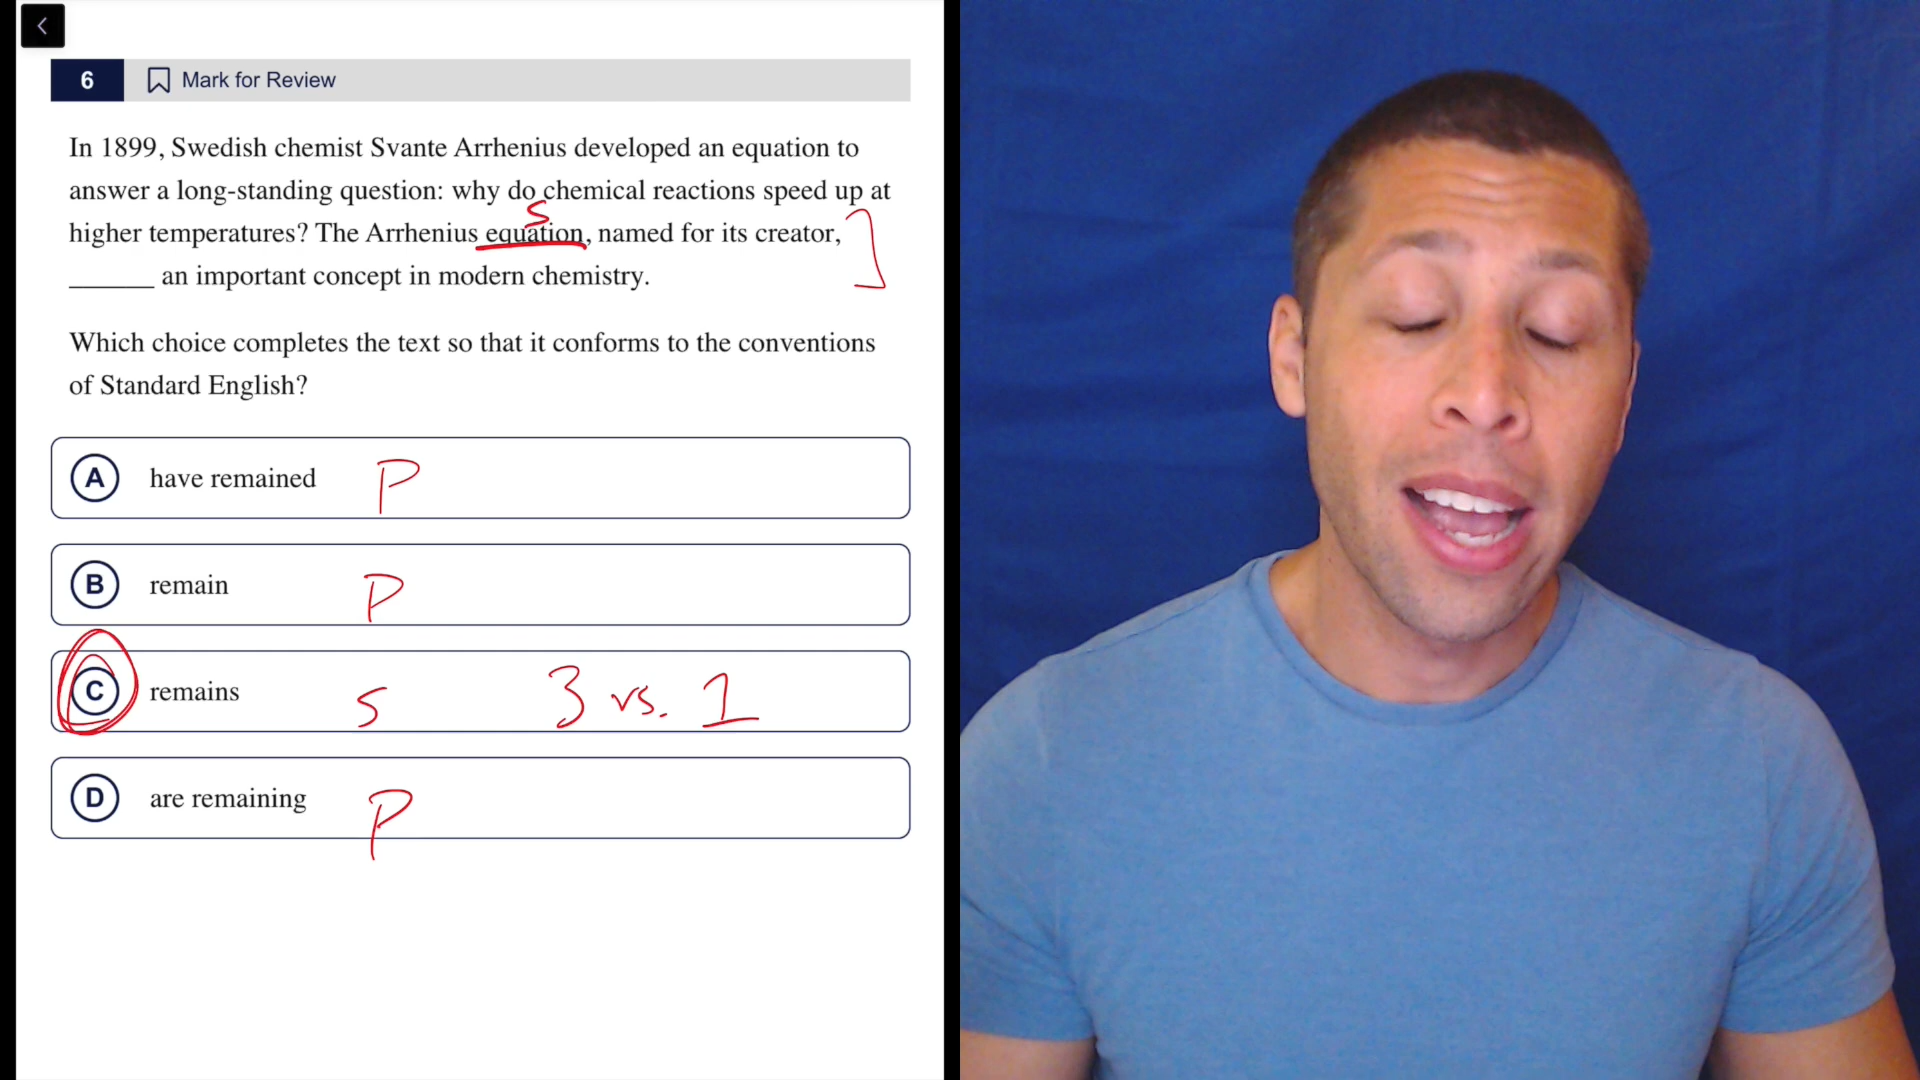 6 Mark for Review
In 1899, Swedish chemist Svante Arrhenius developed an equation to
answer a long-standing question: why do chemical reactions speed up at
S
higher temperatures? The Arrhenius equation, named for its creator,
______ an important concept in modern chemistry.
Which choice completes the text so that it conforms to the conventions
of Standard English?
A have remained P
B remain P
C remains S 3 vs. 1
D are remaining P